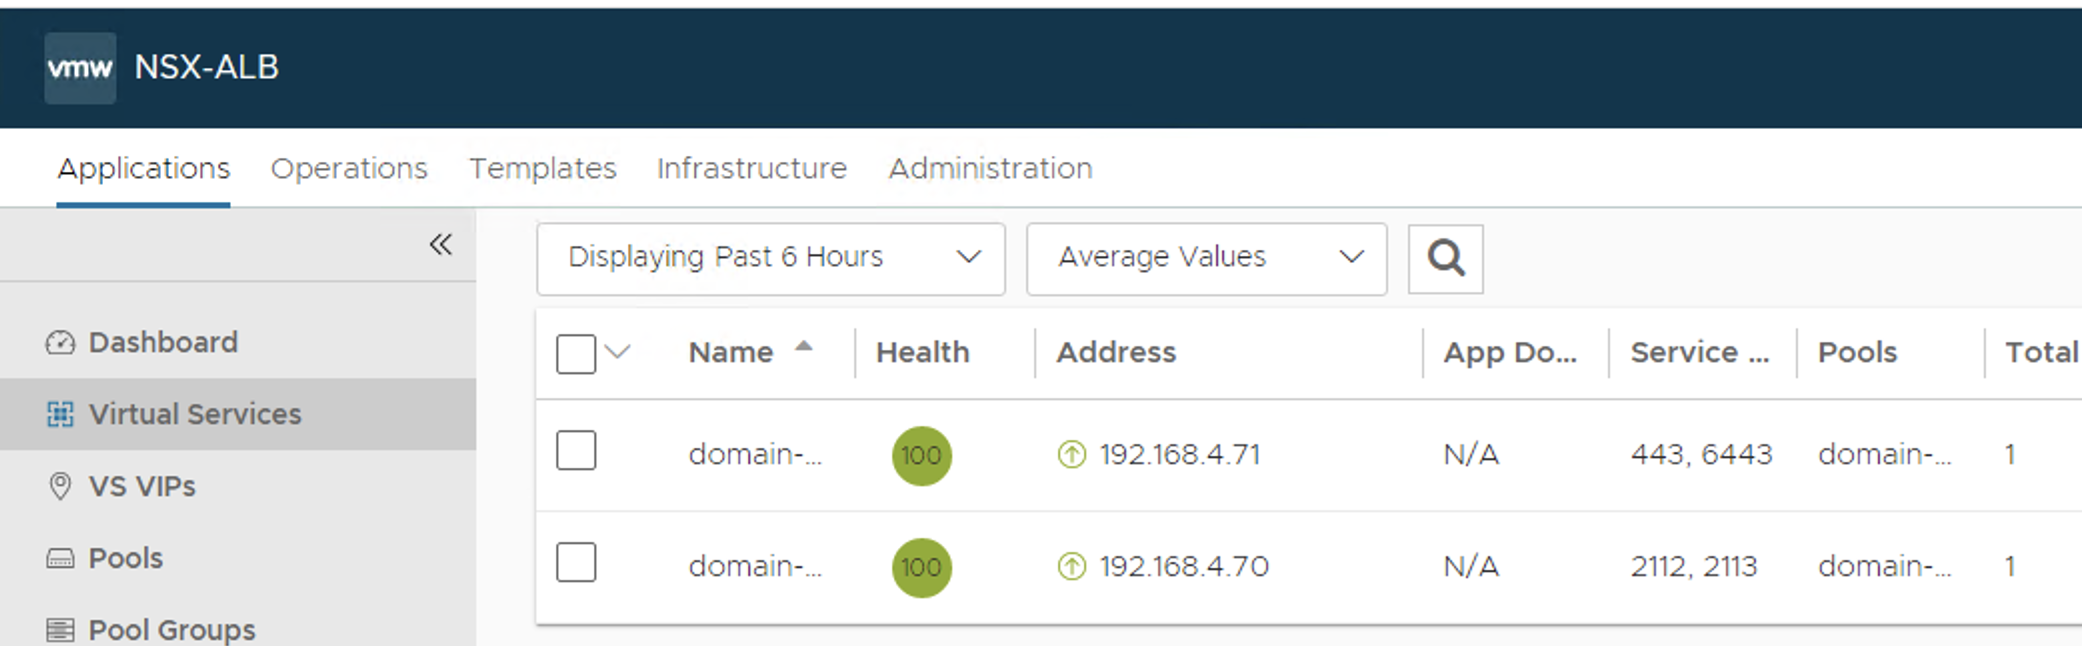 vmw NSX-ALB
Applications Operations Templates Infrastructure Administration
Displaying Past 6 Hours Average Values
Dashboard
Virtual Services
VS VIPs
Pools
Pool Groups
Name Health Address App Do... Service ... Pools Total
domain-... 100 192.168.4.71 N/A 443, 6443 domain-... 1
domain-... 100 192.168.4.70 N/A 2112, 2113 domain-... 1